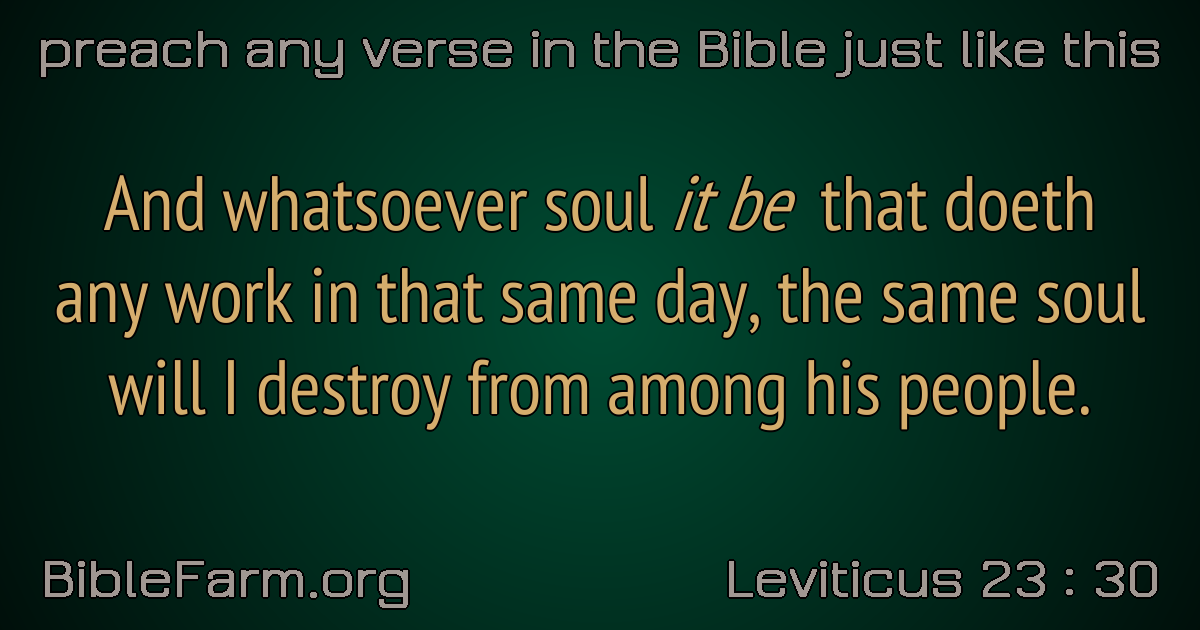 preach any verse in the Bible just like this
And whatsoever soul it be that doeth
any work in that same day, the same soul
will I destroy from among his people.
BibleFarm.org
Leviticus 23 : 30